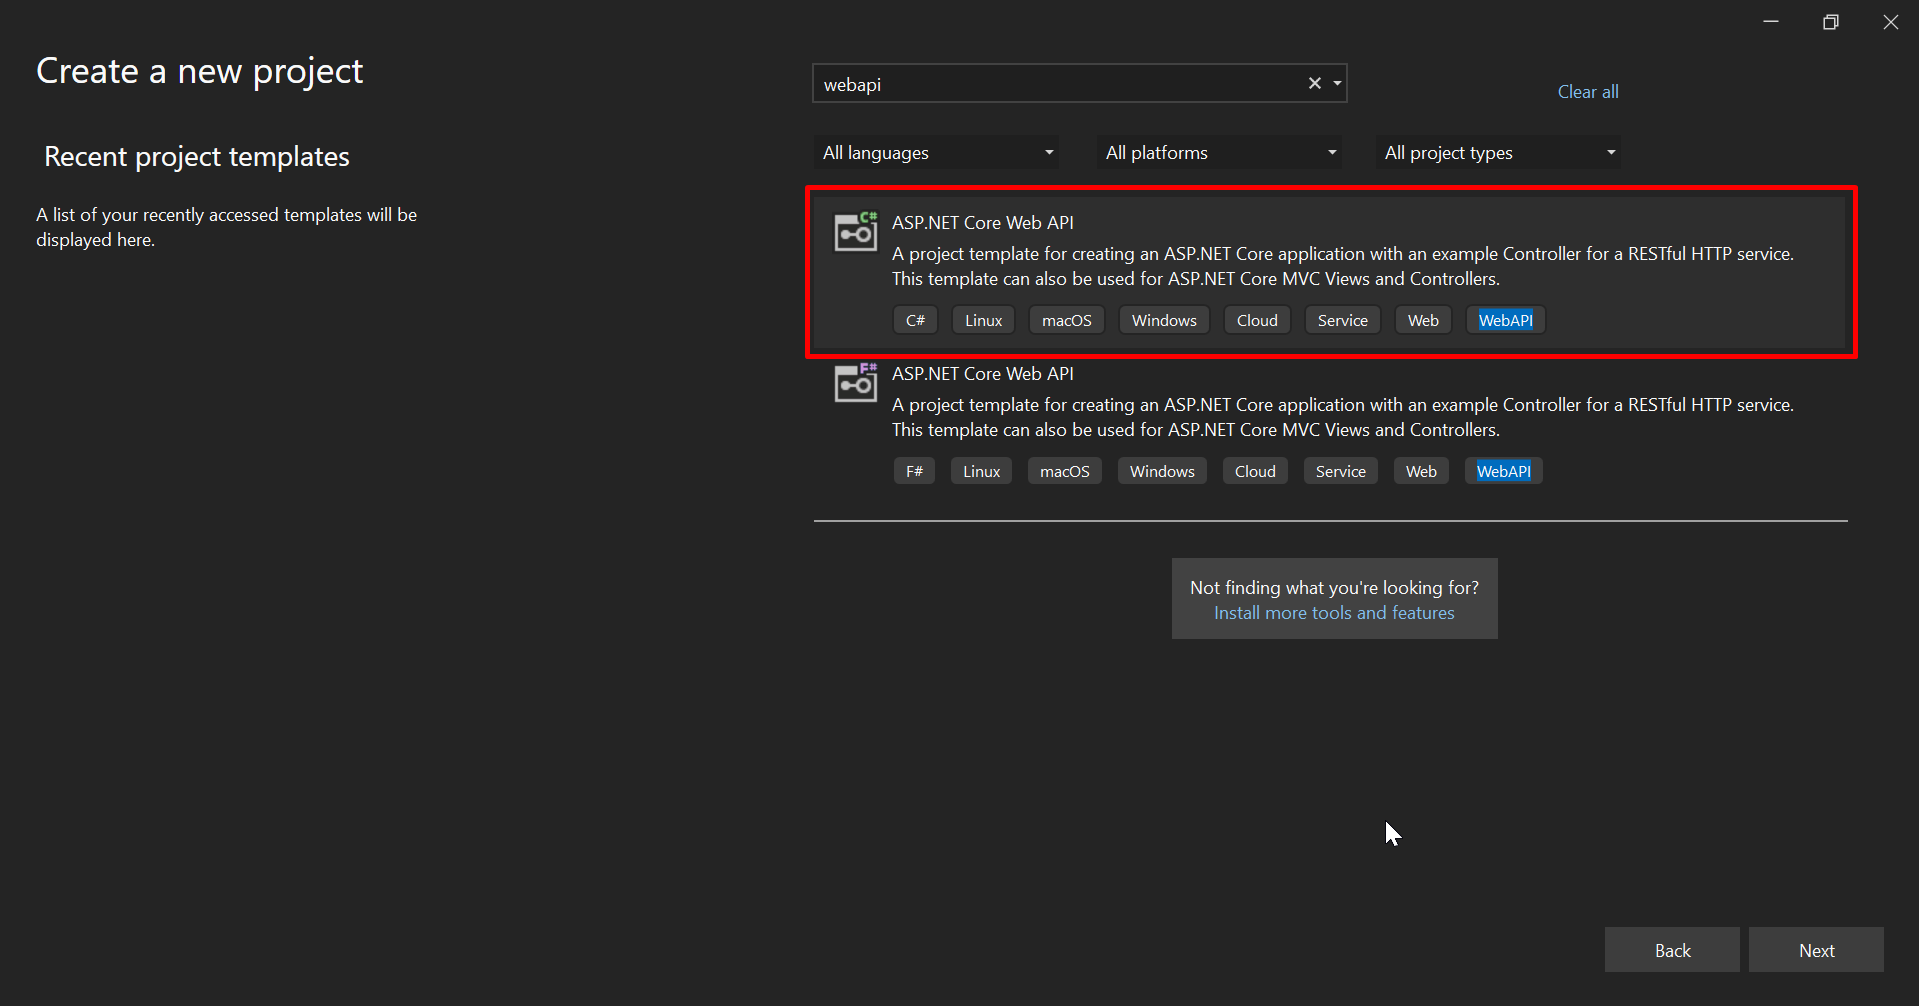 Create a new project
webapi
Clear all
Recent project templates
All languages
All platforms
All project types
A list of your recently accessed templates will be
displayed here.
C#
ASP.NET Core Web API
A project template for creating an ASP.NET Core application with an example Controller for a RESTful HTTP service.
This template can also be used for ASP.NET Core MVC Views and Controllers.
C# Linux macOS Windows Cloud Service Web WebAPI
F#
ASP.NET Core Web API
A project template for creating an ASP.NET Core application with an example Controller for a RESTful HTTP service.
This template can also be used for ASP.NET Core MVC Views and Controllers.
F# Linux macOS Windows Cloud Service Web WebAPI
Not finding what you're looking for?
Install more tools and features
Back
Next